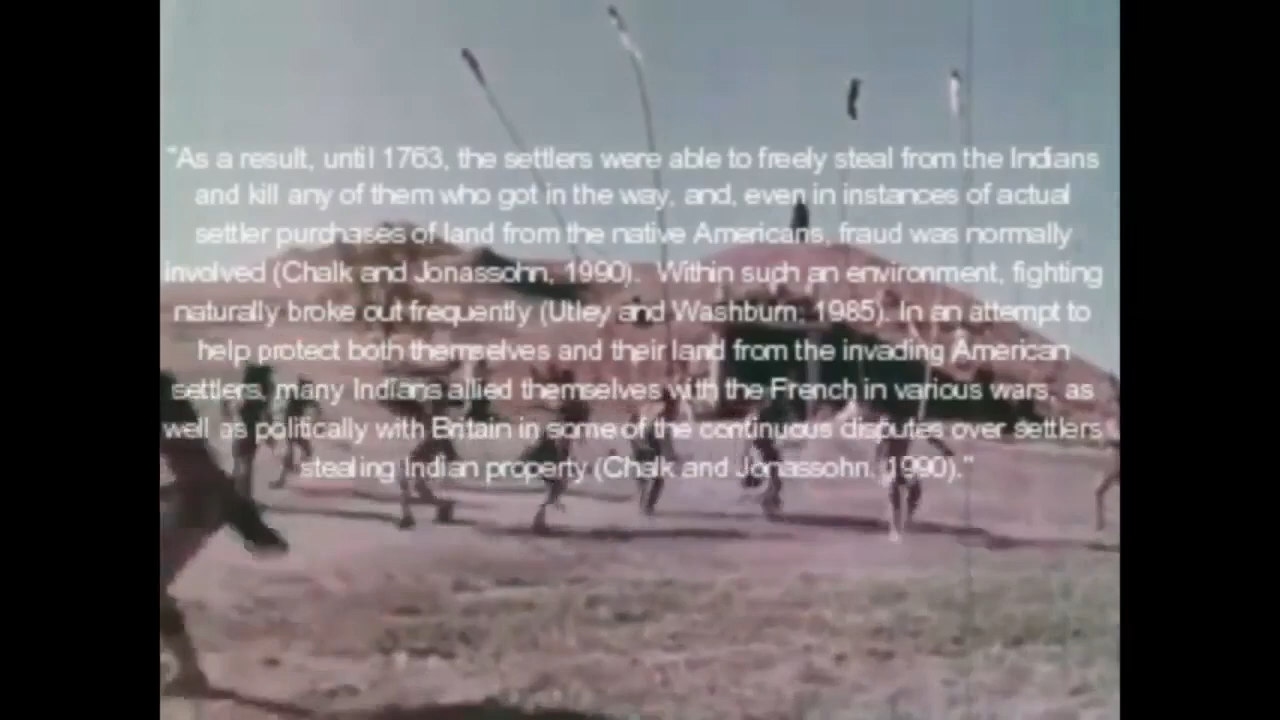 "As a result, until 1763, the settlers were able to freely steal from the Indians
and kill any of them who got in the way, and, even in instances of actual
settler purchases of land from the native Americans, fraud was normally
involved (Chalk and Jonassohn, 1990).  Within such an environment, fighting
naturally broke out frequently (Utley and Washburn, 1985). In an attempt to
help protect both themselves and their land from the invading American
settlers, many Indians allied themselves with the French in various wars, as
well as politically with Britain in some of the continuous disputes over settlers
stealing Indian property (Chalk and Jonassohn, 1990)."